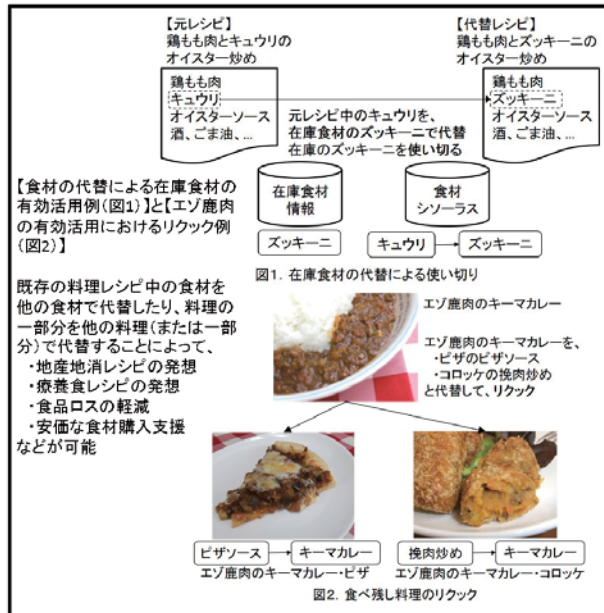 【元レシピ】
鶏もも肉とキュウリの
オイスター炒め
鶏もも肉
キュウリ
オイスターソース
酒、ごま油、...
【代替レシピ】
鶏もも肉とズッキーニの
オイスター炒め
鶏もも肉
ズッキーニ
オイスターソース
酒、ごま油、...
元レシピ中のキュウリを、
在庫食材のズッキーニで代替
在庫のズッキーニを使い切る
在庫食材
情報
ズッキーニ
食材
シソーラス
キュウリ
ズッキーニ
図1. 在庫食材の代替による使い切り
【食材の代替による在庫食材の
有効活用例(図1)】と【エゾ鹿肉
の有効活用におけるリクック例
(図2)】
既存の料理レシピ中の食材を
他の食材で代替したり、料理の
一部分を他の料理(または一部
分)で代替することによって、
・地産地消レシピの発想
・療養食レシピの発想
・食品ロスの軽減
・安価な食材購入支援
などが可能
エゾ鹿肉のキーマカレー
エゾ鹿肉のキーマカレーを、
・ピザのピザソース
・コロッケの挽肉炒め
と代替して、リクック
ピザソース
キーマカレー
エゾ鹿肉のキーマカレー・ピザ
挽肉炒め
キーマカレー
エゾ鹿肉のキーマカレー・コロッケ
図2. 食べ残し料理のリクック